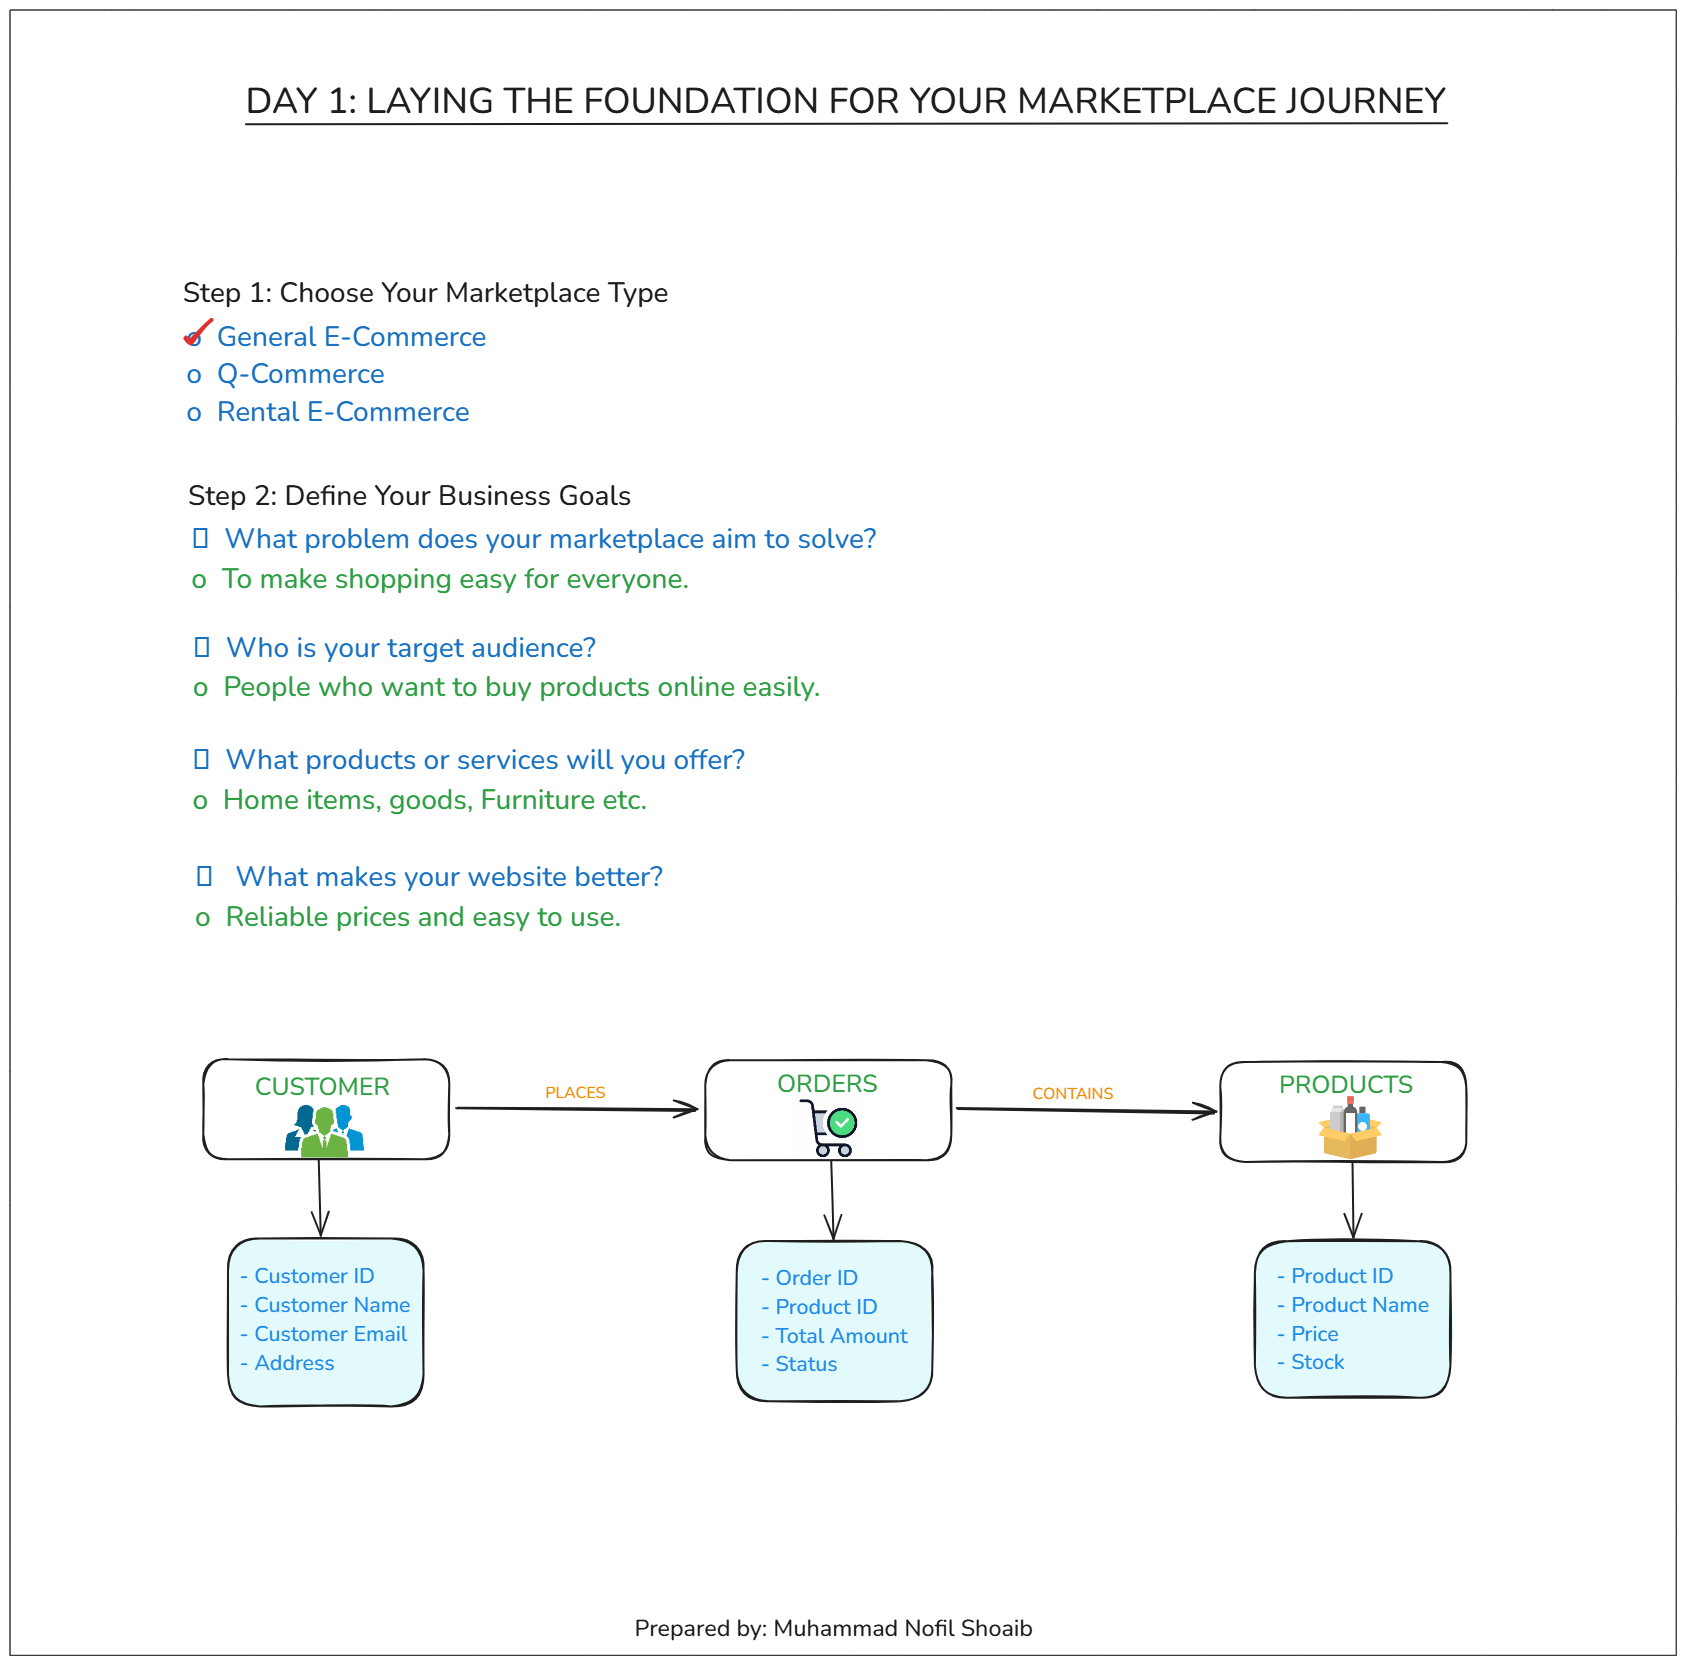 DAY 1: LAYING THE FOUNDATION FOR YOUR MARKETPLACE JOURNEY
Step 1: Choose Your Marketplace Type
o General E-Commerce
o Q-Commerce
o Rental E-Commerce
Step 2: Define Your Business Goals
What problem does your marketplace aim to solve?
o To make shopping easy for everyone.
Who is your target audience?
o People who want to buy products online easily.
What products or services will you offer?
o Home items, goods, Furniture etc.
What makes your website better?
o Reliable prices and easy to use.
CUSTOMER
PLACES
ORDERS
CONTAINS
PRODUCTS
- Customer ID
- Customer Name
- Customer Email
- Address
- Order ID
- Product ID
- Total Amount
- Status
- Product ID
- Product Name
- Price
- Stock
Prepared by: Muhammad Nofil Shoaib